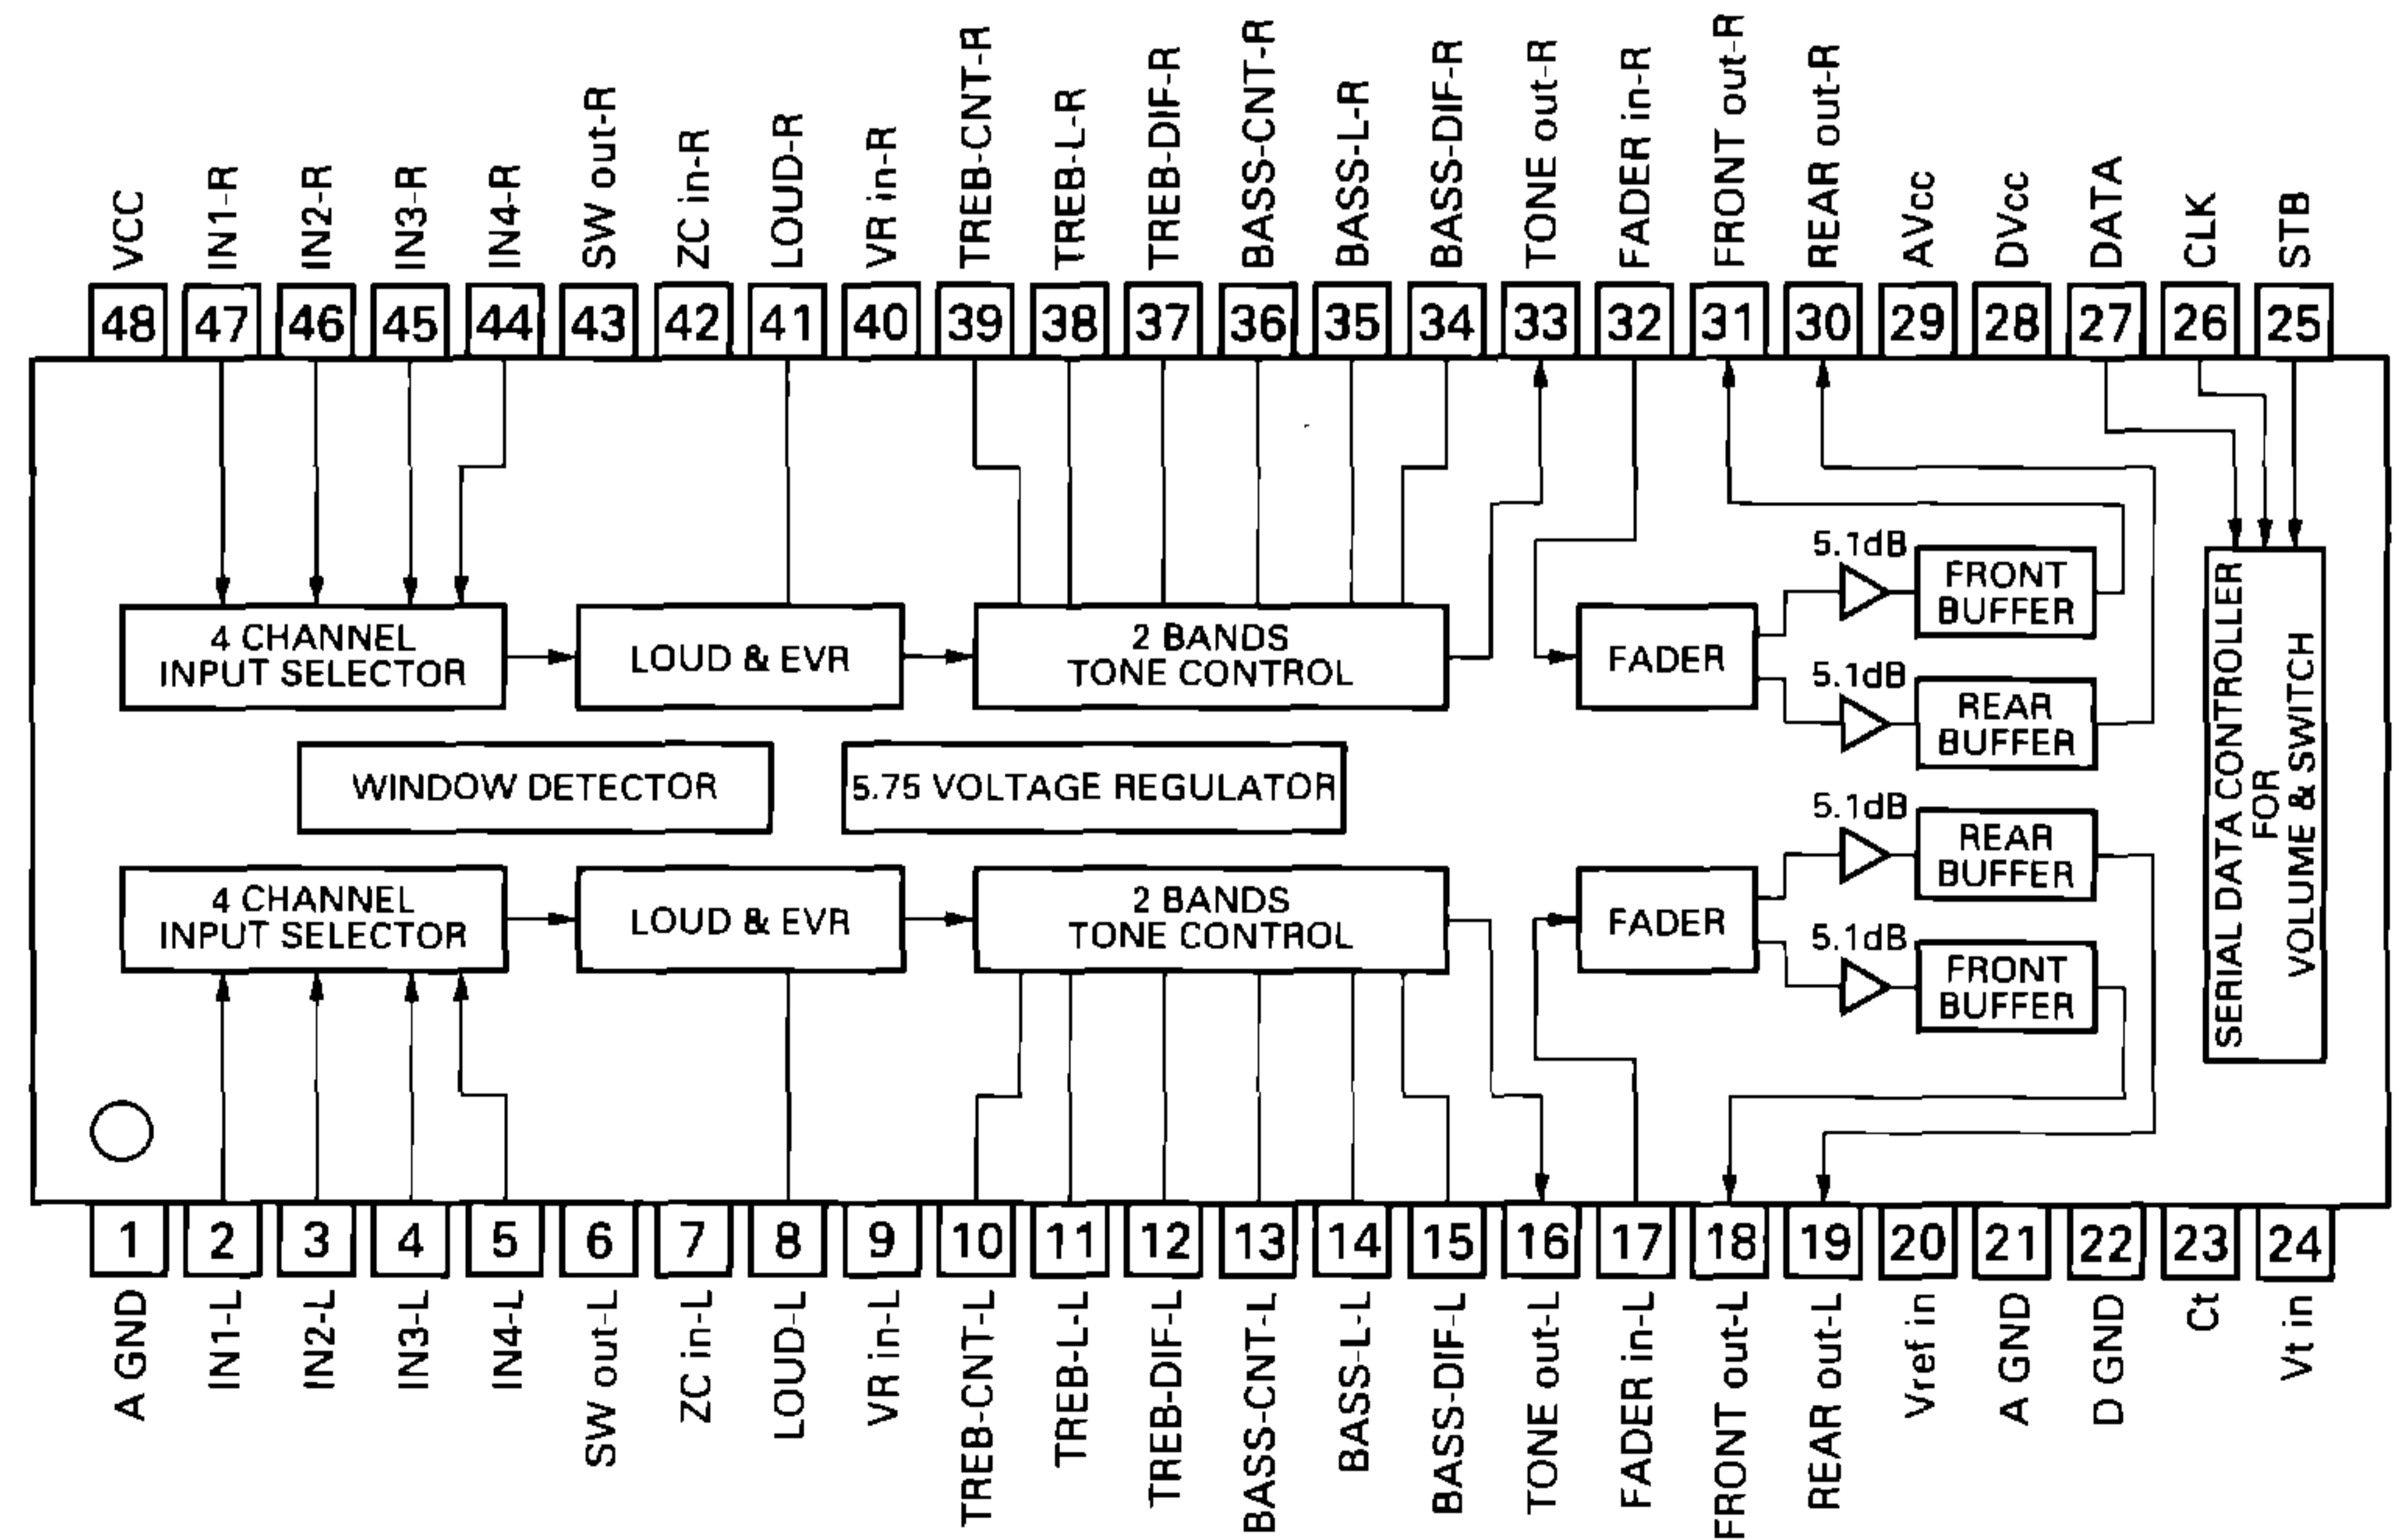 VCC
IN1-R
IN2-R
IN3-R
IN4-R
SW out-R
ZC in-R
LOUD-R
VR in-R
TREB-CNT-R
TREB-L-R
TREB-DIF-R
BASS-CNT-R
BASS-L-R
BASS-DIF-R
TONE out-R
FADER in-R
FRONT out-R
REAR out-R
AVcc
DVcc
DATA
CLK
STB
48
47
46
45
44
43
42
41
40
39
38
37
36
35
34
33
32
31
30
29
28
27
26
25
4 CHANNEL
INPUT SELECTOR
LOUD & EVR
2 BANDS
TONE CONTROL
FADER
5.1dB
FRONT
BUFFER
5.1dB
REAR
BUFFER
SERIAL DATA CONTROLLER
FOR
VOLUME & SWITCH
WINDOW DETECTOR
5.75 VOLTAGE REGULATOR
4 CHANNEL
INPUT SELECTOR
LOUD & EVR
2 BANDS
TONE CONTROL
FADER
5.1dB
REAR
BUFFER
5.1dB
FRONT
BUFFER
1
2
3
4
5
6
7
8
9
10
11
12
13
14
15
16
17
18
19
20
21
22
23
24
A GND
IN1-L
IN2-L
IN3-L
IN4-L
SW out-L
ZC in-L
LOUD-L
VR in-L
TREB-CNT-L
TREB-L-L
TREB-DIF-L
BASS-CNT-L
BASS-L-L
BASS-DIF-L
TONE out-L
FADER in-L
FRONT out-L
REAR out-L
Vref in
A GND
D GND
Ct
Vt in